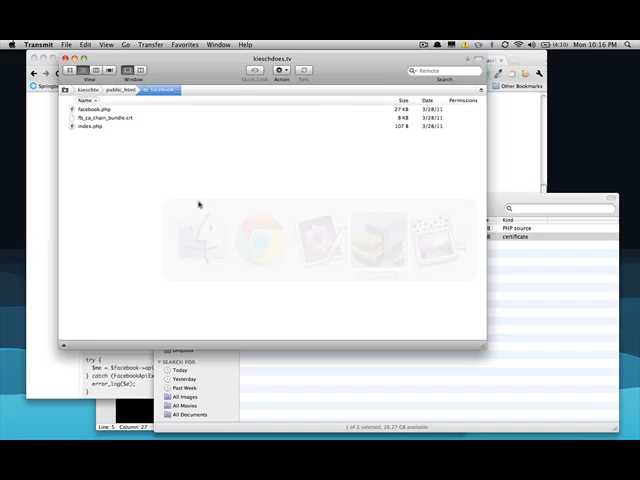 Transmit File Edit View Go Transfer Favorites Window Help (4:10) Mon 10:16 PM
kieschdoes.tv
View Window Quick Look Action Sync Remote Search
Springb Other Bookmarks
kieschtv public_html facebook
Name Size Date Permissions
facebook.php 27 KB 3/28/11
fb_ca_chain_bundle.crt 8 KB 3/28/11
index.php 107 B 3/28/11
Kind
PHP source
certificate
try {
$me = $facebook->api
} catch (FacebookApiEx
error_log($e);
}
Dropbox
SEARCH FOR
Today
Yesterday
Past Week
All Images
All Movies
All Documents
Line: 5 Column: 27
1 of 2 selected, 26.27 GB available